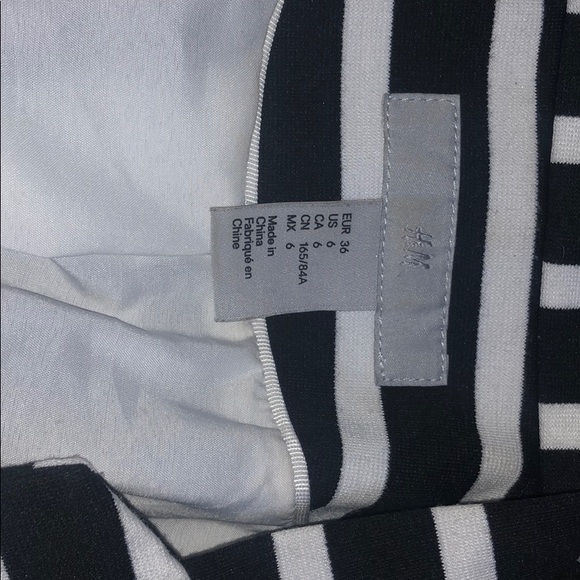 H&M
EUR 36
US 6
CA 6
CN 165/84A
MX 6
Made in
China
Fabriqué en
Chine